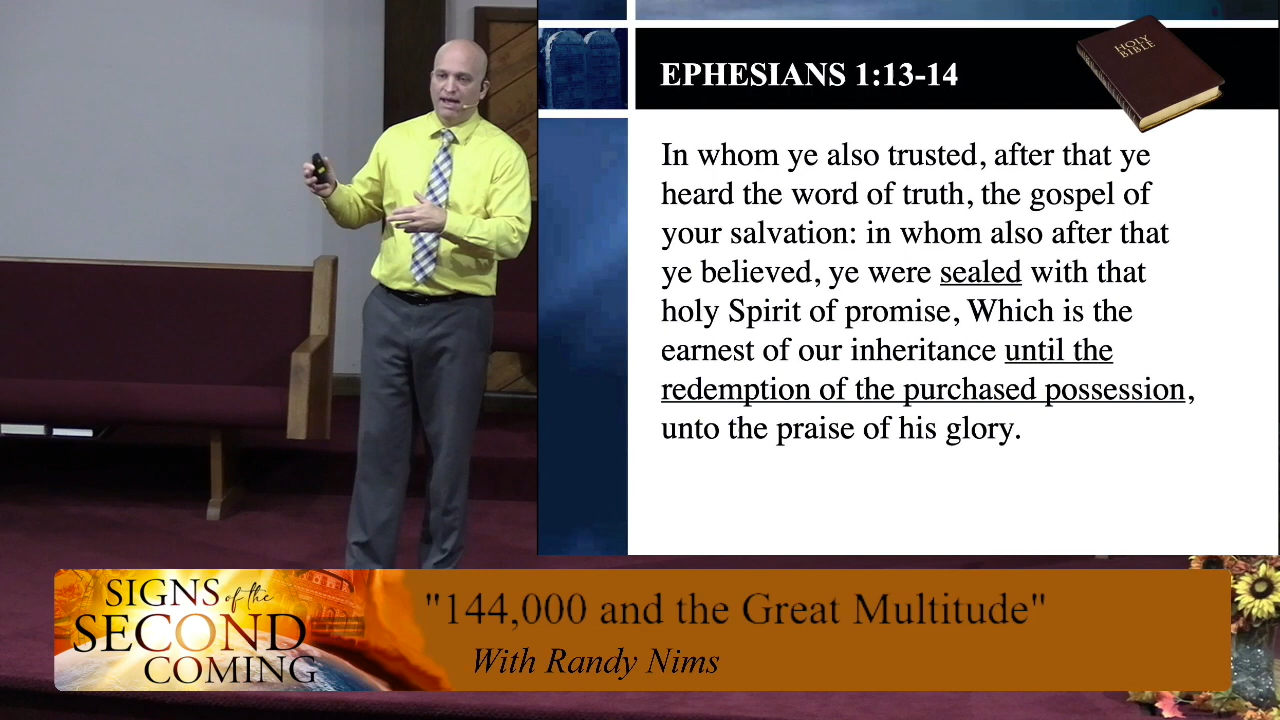 EPHESIANS 1:13-14
HOLY
BIBLE
In whom ye also trusted, after that ye
heard the word of truth, the gospel of
your salvation: in whom also after that
ye believed, ye were sealed with that
holy Spirit of promise, Which is the
earnest of our inheritance until the
redemption of the purchased possession,
unto the praise of his glory.
SIGNS of the
SECOND
COMING
"144,000 and the Great Multitude"
With Randy Nims